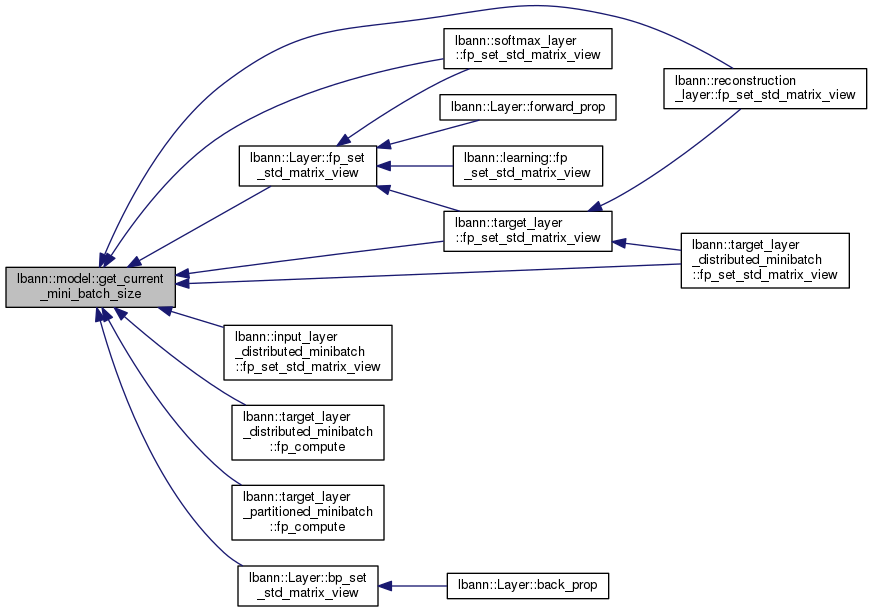 lbann::softmax_layer
::fp_set_std_matrix_view
lbann::reconstruction
_layer::fp_set_std_matrix_view
lbann::Layer::forward_prop
lbann::Layer::fp_set
_std_matrix_view
lbann::learning::fp
_set_std_matrix_view
lbann::target_layer
::fp_set_std_matrix_view
lbann::target_layer
_distributed_minibatch
::fp_set_std_matrix_view
lbann::model::get_current
_mini_batch_size
lbann::input_layer
_distributed_minibatch
::fp_set_std_matrix_view
lbann::target_layer
_distributed_minibatch
::fp_compute
lbann::target_layer
_partitioned_minibatch
::fp_compute
lbann::Layer::bp_set
_std_matrix_view
lbann::Layer::back_prop